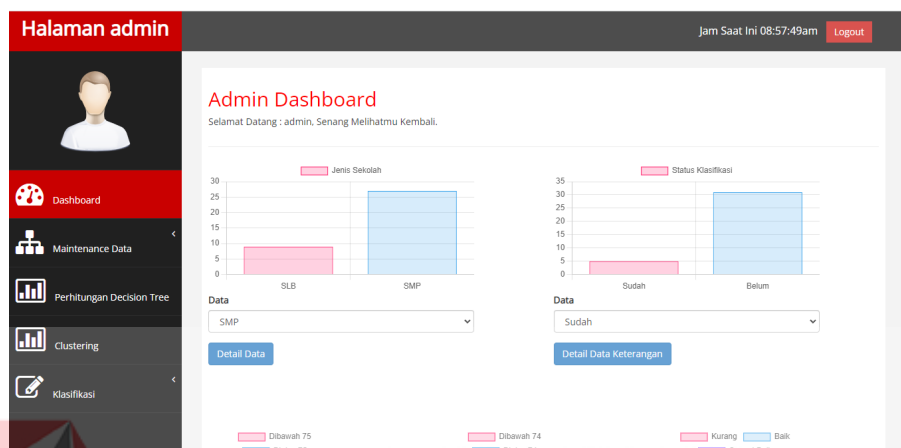 Halaman admin
Jam Saat Ini 08:57:49am
Logout
Admin Dashboard
Selamat Datang : admin, Senang Melihatmu Kembali.
Dashboard
Maintenance Data
Perhitungan Decision Tree
Clustering
Klasifikasi
Jenis Sekolah
30
25
20
15
10
5
0
SLB
SMP
Data
SMP
Detail Data
Status Klasifikasi
35
30
25
20
15
10
5
0
Sudah
Belum
Data
Sudah
Detail Data Keterangan
Dibawah 75
Dibawah 74
Kurang
Baik